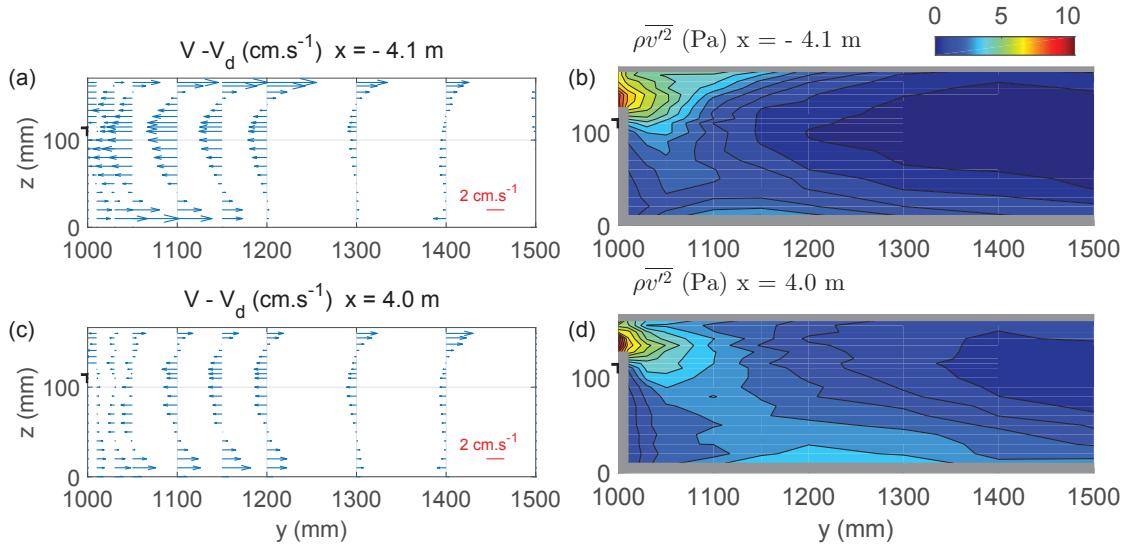 V -V_d (cm.s⁻¹) x = - 4.1 m
ρv′² (Pa) x = - 4.1 m
0 5 10
(a)
(b)
z (mm)
100
0
2 cm.s⁻¹
1000 1100 1200 1300 1400 1500
100
0
1000 1100 1200 1300 1400 1500
V - V_d (cm.s⁻¹) x = 4.0 m
ρv′² (Pa) x = 4.0 m
(c)
(d)
z (mm)
100
0
2 cm.s⁻¹
1000 1100 1200 1300 1400 1500
y (mm)
100
0
1000 1100 1200 1300 1400 1500
y (mm)